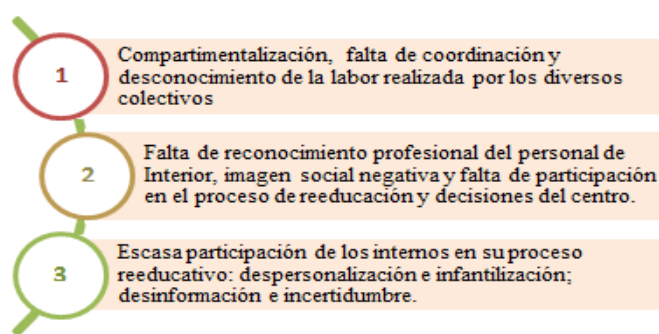 1
Compartimentalización, falta de coordinación y
desconocimiento de la labor realizada por los diversos
colectivos
2
Falta de reconocimiento profesional del personal de
Interior, imagen social negativa y falta de participación
en el proceso de reeducación y decisiones del centro.
3
Escasa participación de los internos en su proceso
reeducativo: despersonalización e infantilización;
desinformación e incertidumbre.